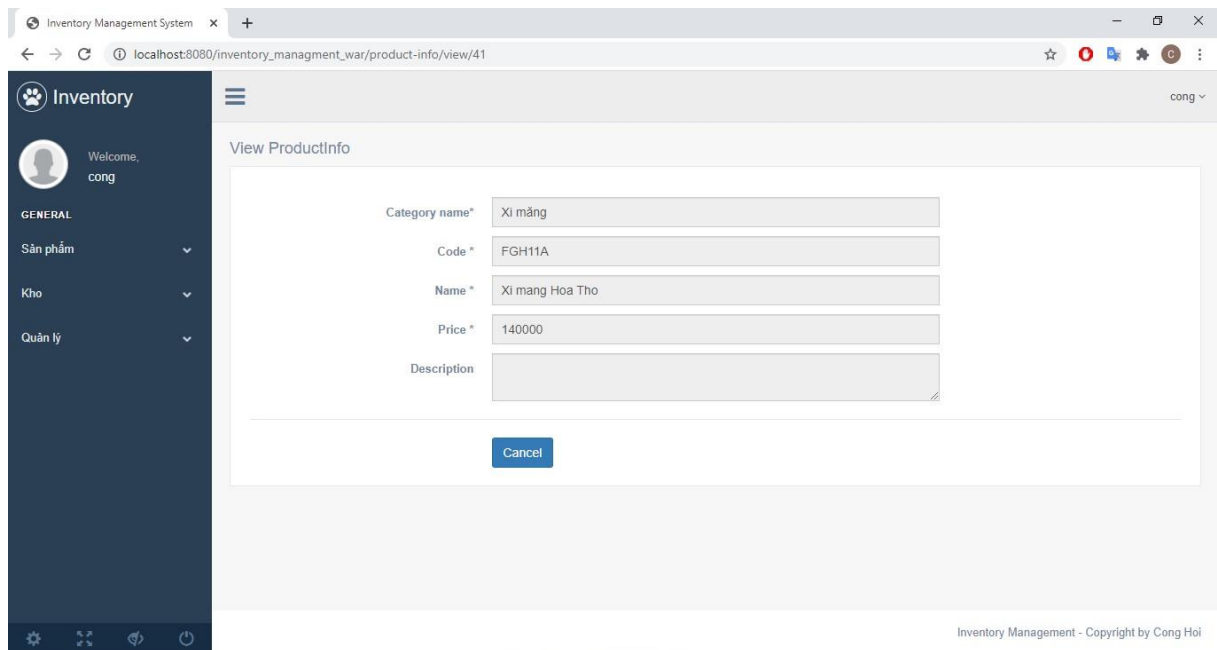 Inventory Management System
localhost:8080/inventory_managment_war/product-info/view/41
C
Inventory
cong
Welcome,
cong
GENERAL
Sản phẩm
Kho
Quản lý
View ProductInfo
Category name* Xi măng
Code * FGH11A
Name * Xi mang Hoa Tho
Price * 140000
Description
Cancel
Inventory Management - Copyright by Cong Hoi